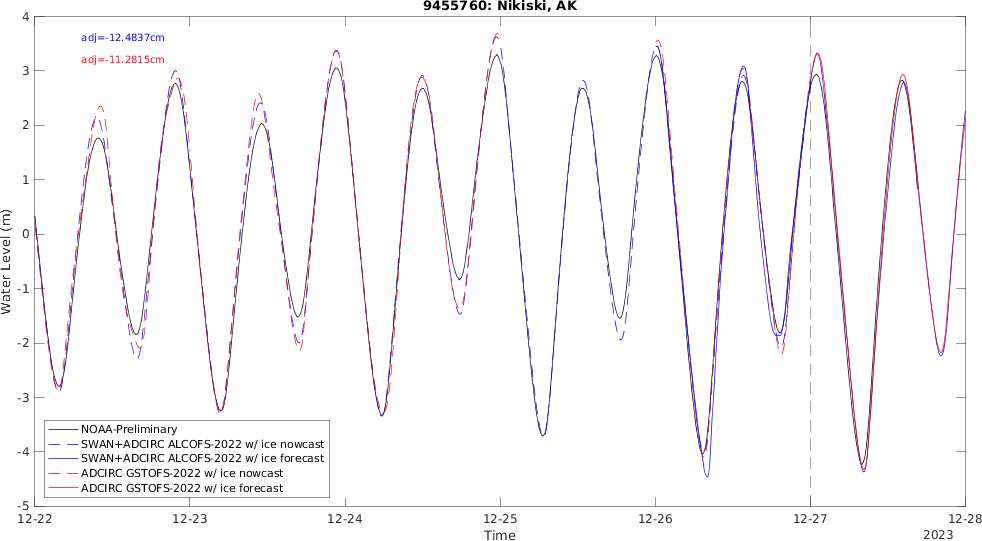 9455760: Nikiski, AK
adj=-12.4837cm
adj=-11.2815cm
4
3
2
1
0
-1
-2
-3
-4
-5
Water Level (m)
NOAA-Preliminary
SWAN+ADCIRC ALCOFS-2022 w/ ice nowcast
SWAN+ADCIRC ALCOFS-2022 w/ ice forecast
ADCIRC GSTOFS-2022 w/ ice nowcast
ADCIRC GSTOFS-2022 w/ ice forecast
12-22 12-23 12-24 12-25 12-26 12-27 12-28
Time
2023